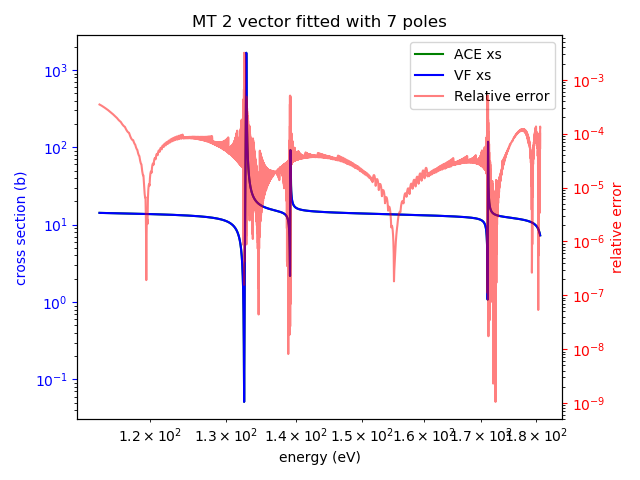 MT 2 vector fitted with 7 poles
ACE xs
VF xs
Relative error
cross section (b)
10³
10²
10¹
10⁰
10⁻¹
10⁻³
10⁻⁴
10⁻⁵
10⁻⁶
10⁻⁷
10⁻⁸
10⁻⁹
relative error
1.2 × 10² 1.3 × 10² 1.4 × 10² 1.5 × 10² 1.6 × 10² 1.7 × 10² 1.8 × 10²
energy (eV)